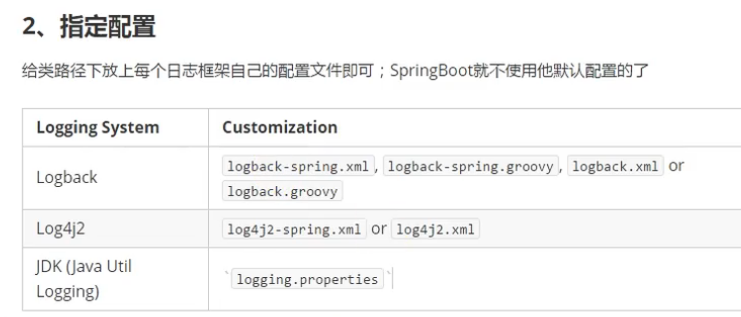 2、指定配置
给类路径下放上每个日志框架自己的配置文件即可；SpringBoot就不使用他默认配置的了
Logging System
Customization
Logback
logback-spring.xml, logback-spring.groovy, logback.xml or
logback.groovy
Log4j2
log4j2-spring.xml or log4j2.xml
JDK (Java Util
Logging)
`logging.properties`